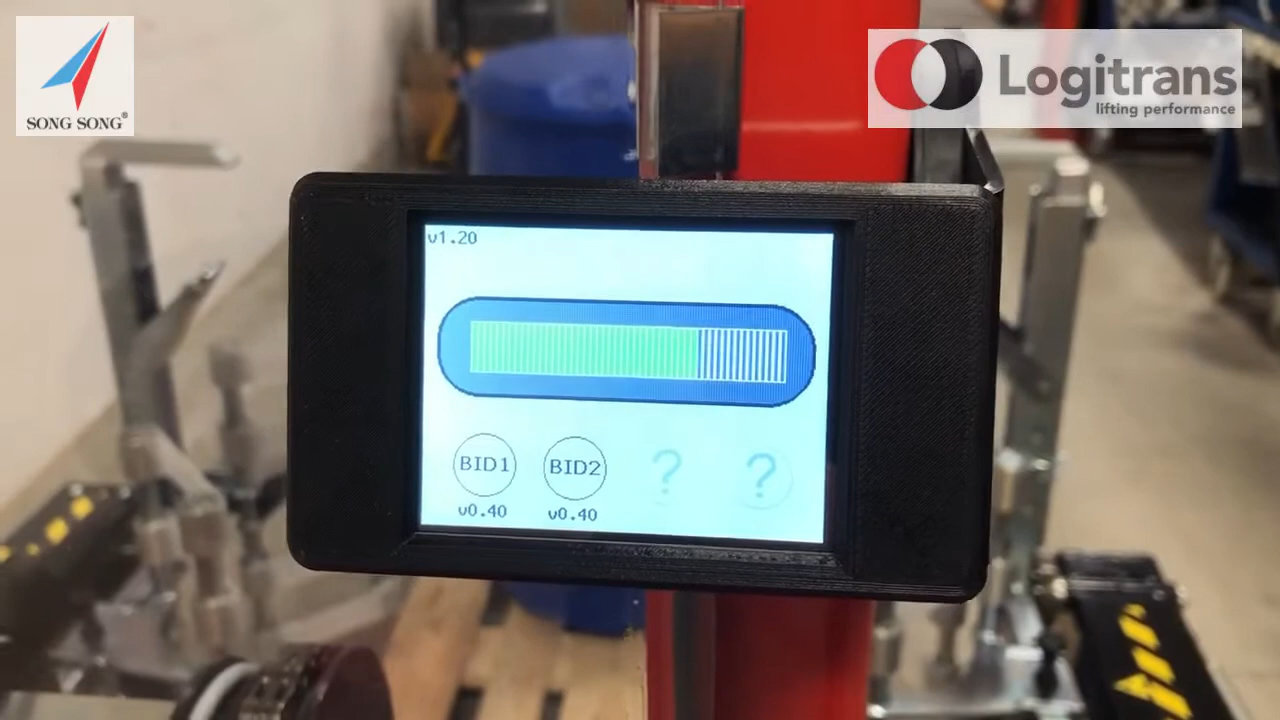 SONG SONG®
Logitrans
lifting performance
v1.20
BID1
BID2
?
?
v0.40
v0.40